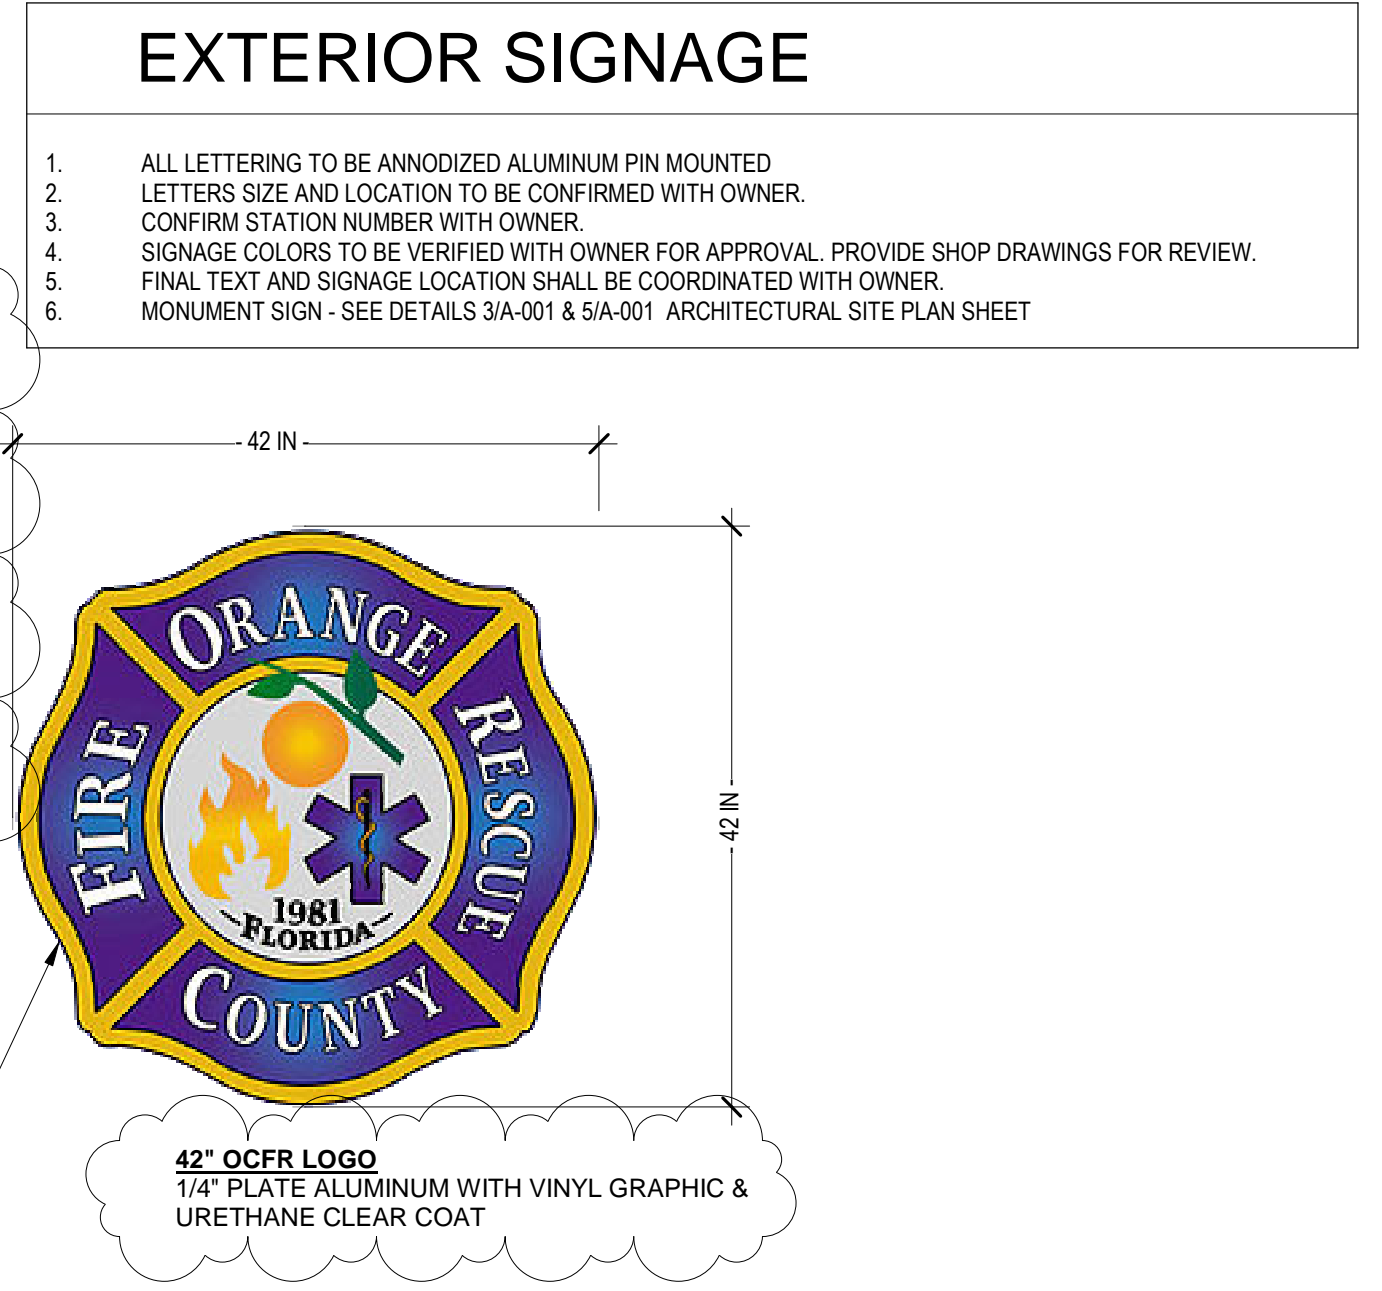 EXTERIOR SIGNAGE
1. ALL LETTERING TO BE ANNODIZED ALUMINUM PIN MOUNTED
2. LETTERS SIZE AND LOCATION TO BE CONFIRMED WITH OWNER.
3. CONFIRM STATION NUMBER WITH OWNER.
4. SIGNAGE COLORS TO BE VERIFIED WITH OWNER FOR APPROVAL. PROVIDE SHOP DRAWINGS FOR REVIEW.
5. FINAL TEXT AND SIGNAGE LOCATION SHALL BE COORDINATED WITH OWNER.
6. MONUMENT SIGN - SEE DETAILS 3/A-001 & 5/A-001 ARCHITECTURAL SITE PLAN SHEET
- 42 IN -
ORANGE
FIRE
RESCUE
1981
FLORIDA
COUNTY
- 42 IN -
42" OCFR LOGO
1/4" PLATE ALUMINUM WITH VINYL GRAPHIC &
URETHANE CLEAR COAT